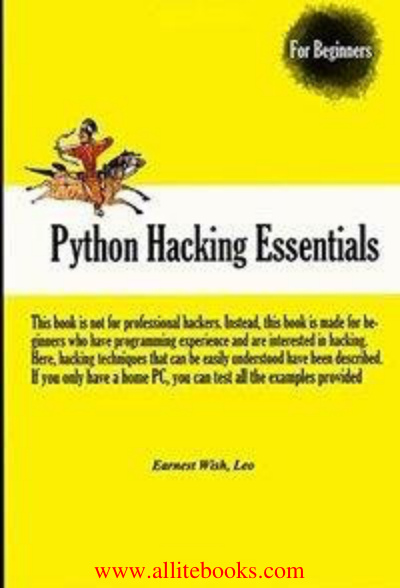 For Beginners
Python Hacking Essentials
This book is not for professional hackers. Instead, this book is made for be-
ginners who have programming experience and are interested in hacking.
Here, hacking techniques that can be easily understood have been described.
If you only have a home PC, you can test all the examples provided
Earnest Wish, Leo
www.allitebooks.com